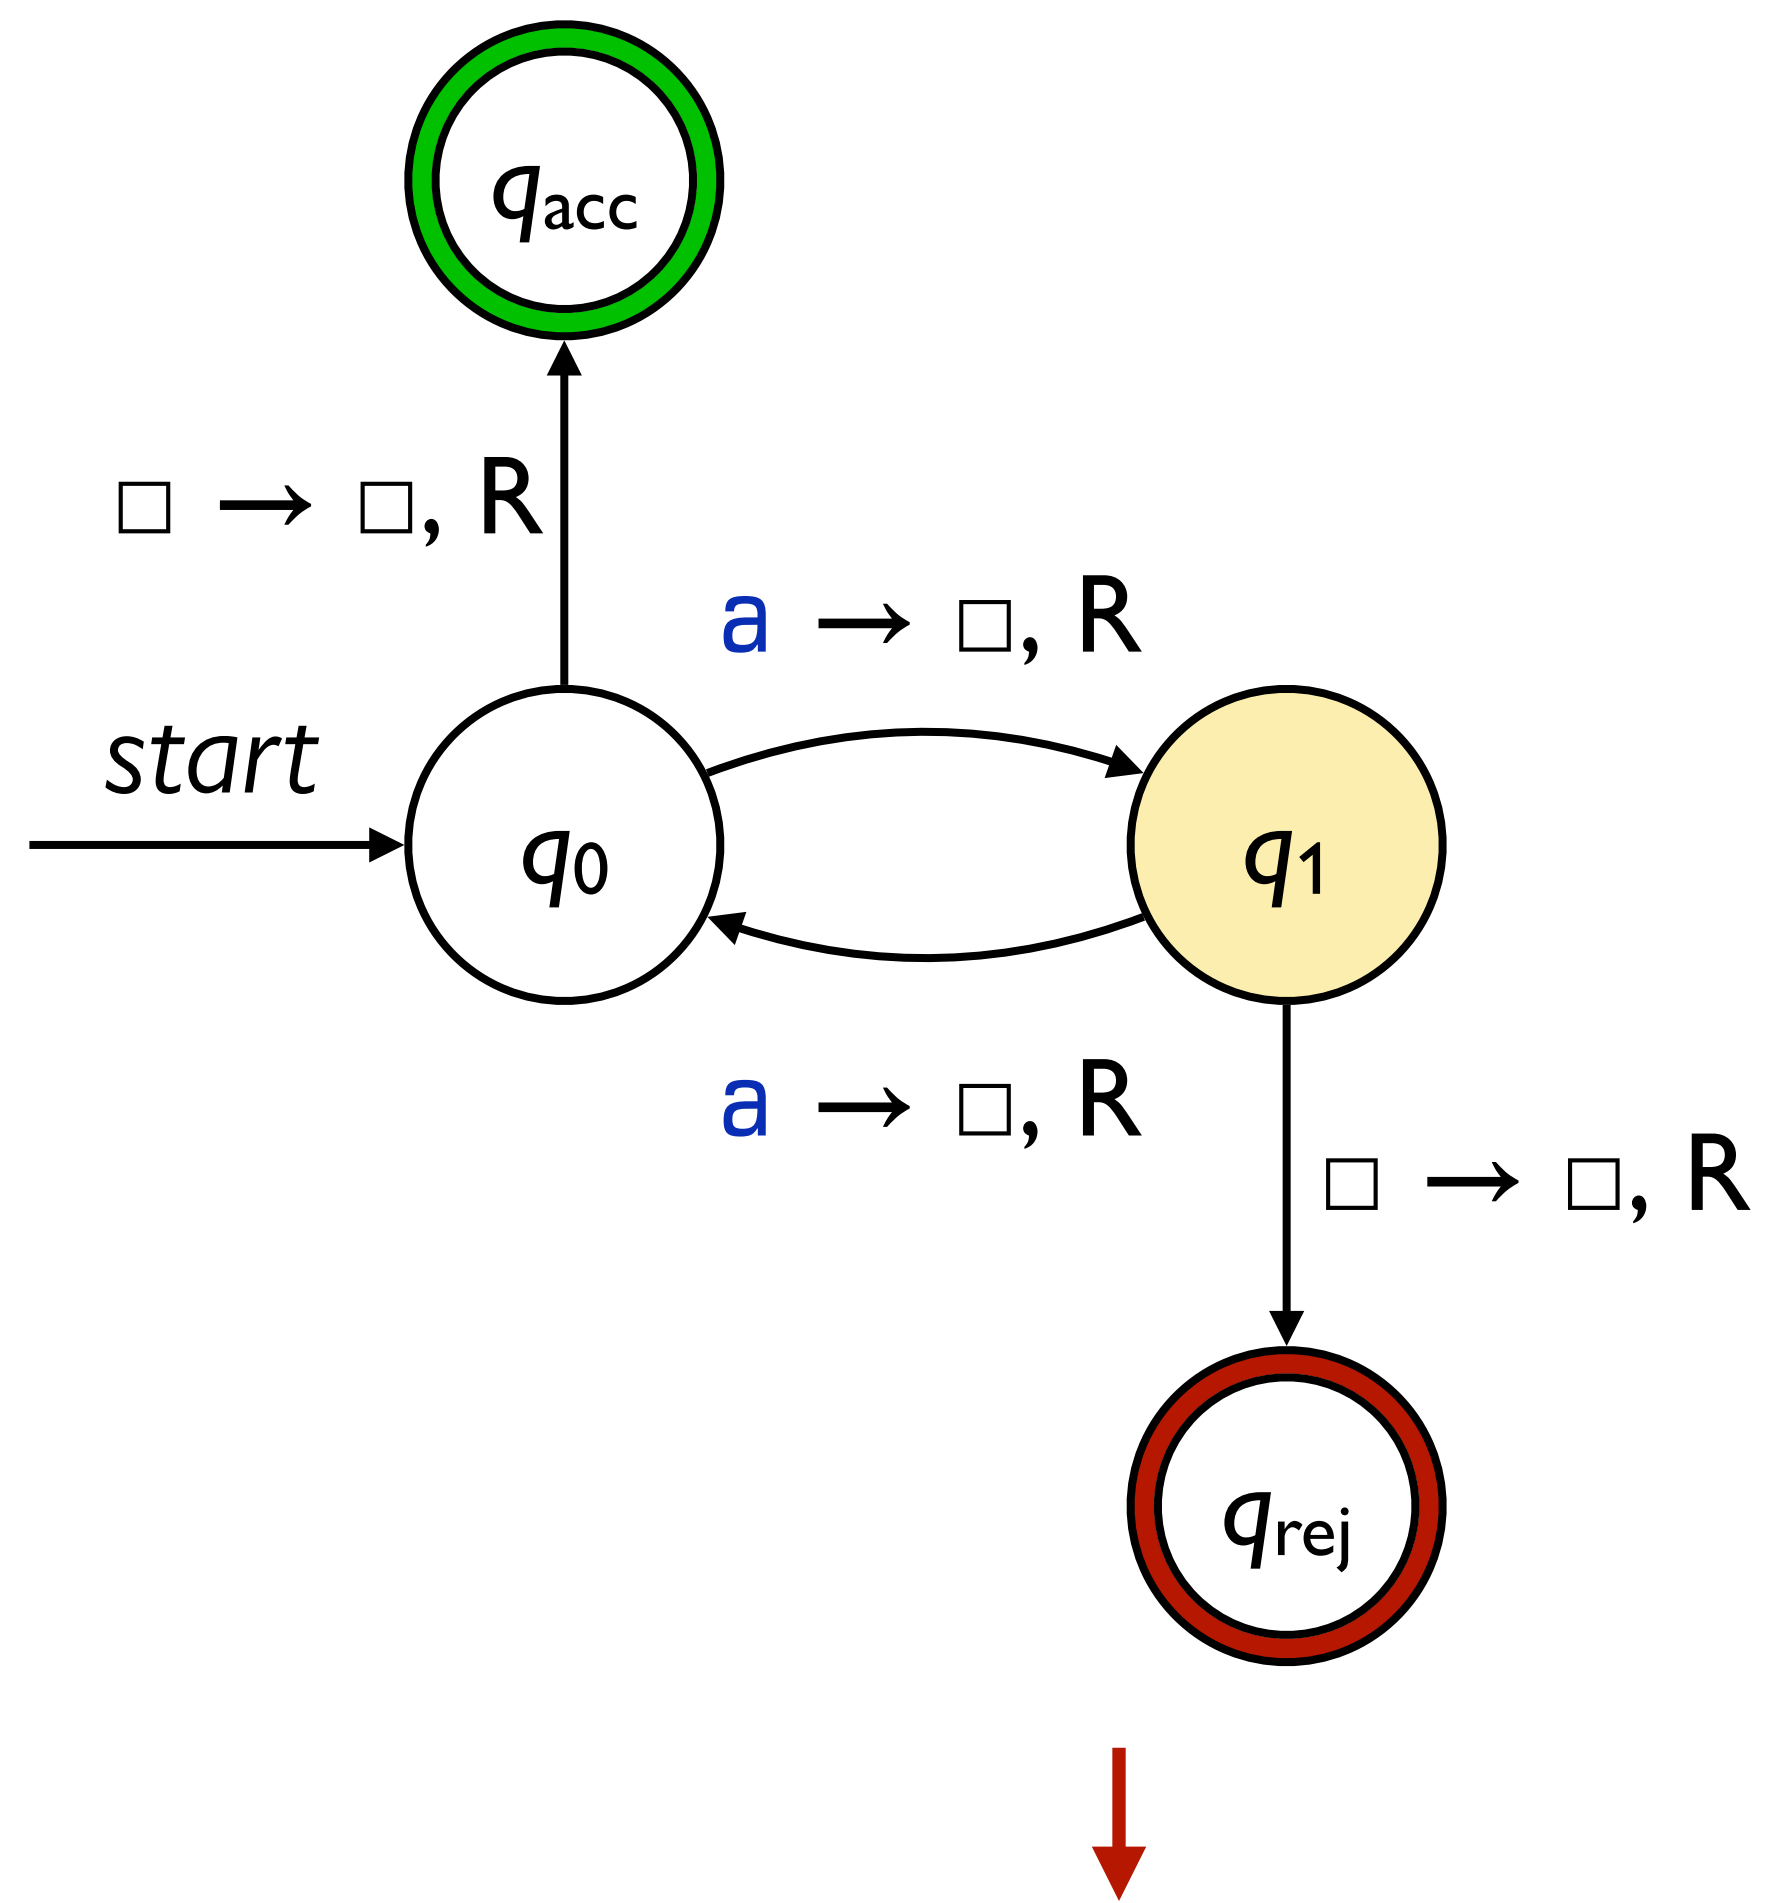 qacc
□ → □, R
a → □, R
start
q0
q1
a → □, R
□ → □, R
qrej